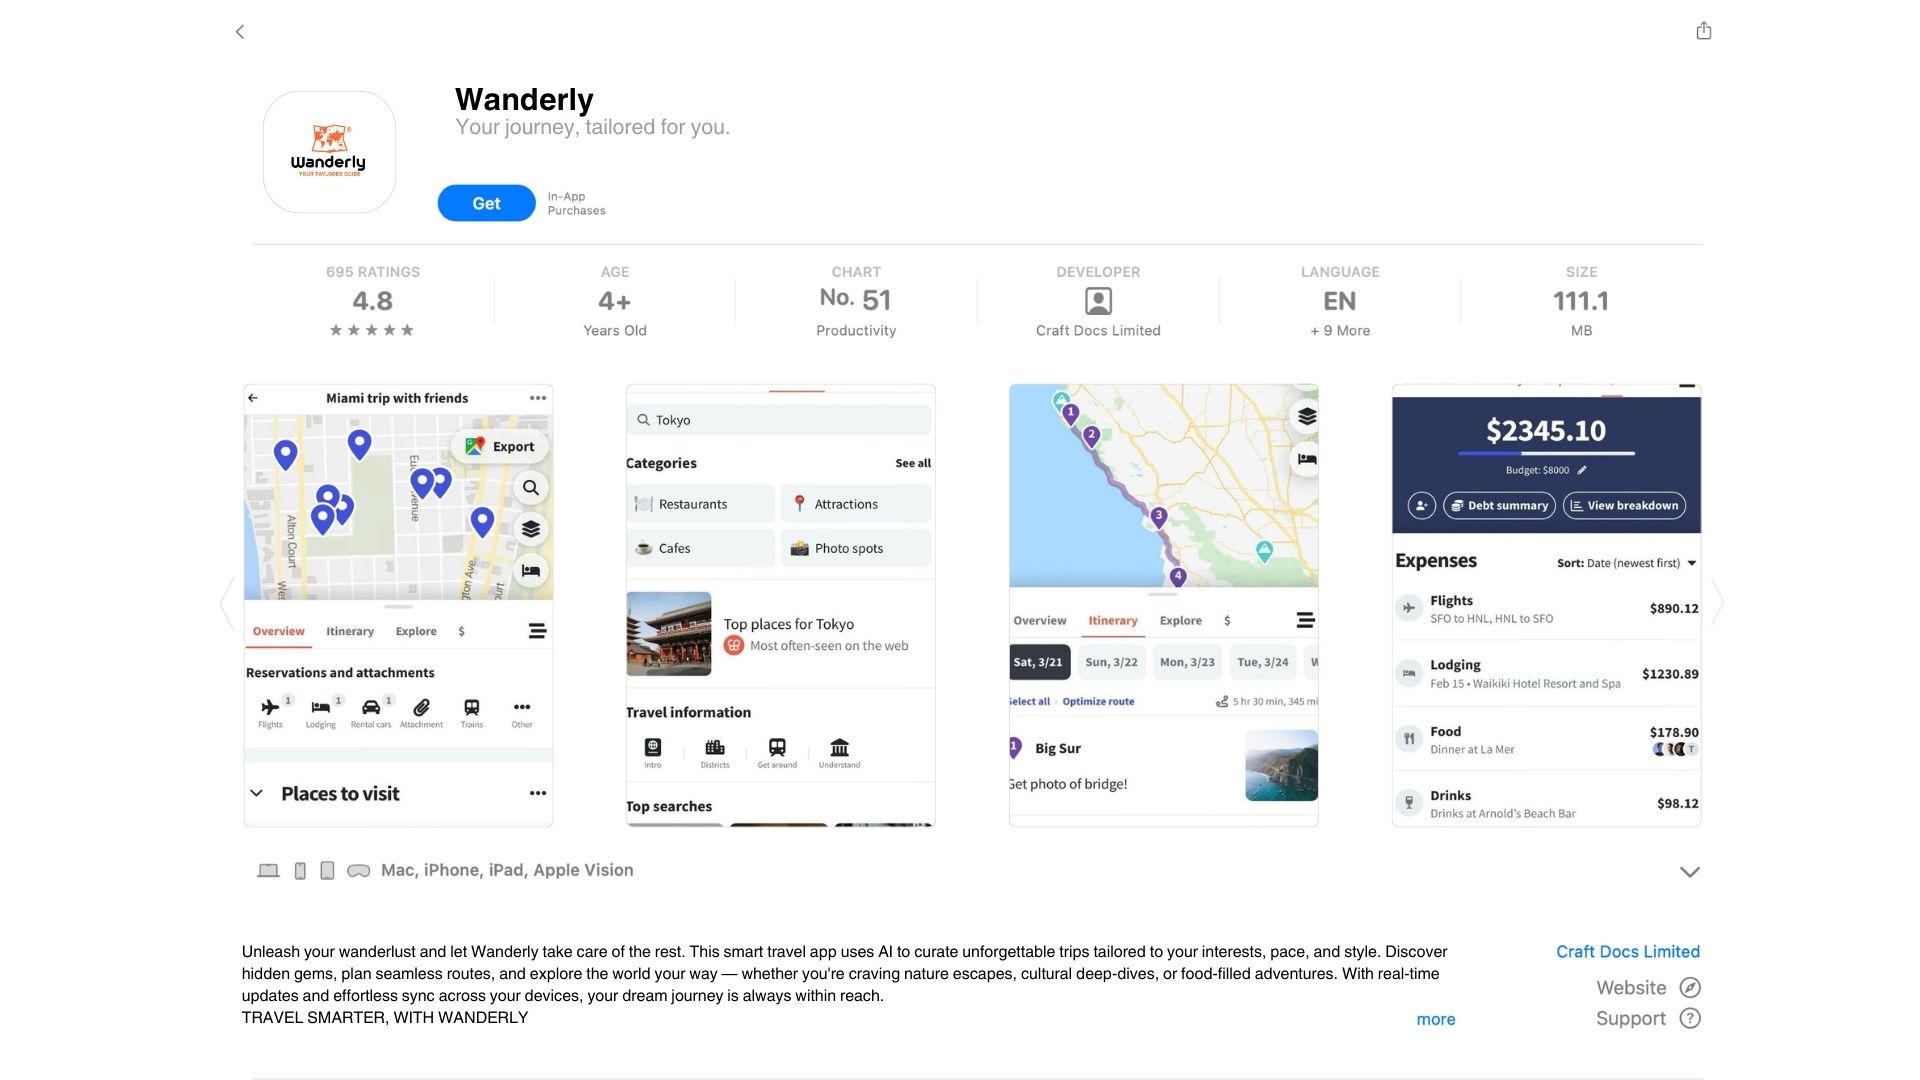 Wanderly
Your journey, tailored for you.
Wanderly
YOUR TAYLORED GUIDE
Get
In-App
Purchases
695 RATINGS
4.8
AGE
4+
Years Old
CHART
No. 51
Productivity
DEVELOPER
Craft Docs Limited
LANGUAGE
EN
+ 9 More
SIZE
111.1
MB
Miami trip with friends
Export
Alton Court
Overview Itinerary Explore $
Reservations and attachments
1 1 1
Flights Lodging Rental cars Attachment Trains Other
Places to visit
Tokyo
Categories See all
Restaurants Attractions
Cafes Photo spots
Top places for Tokyo
Most often-seen on the web
Travel information
Intro Districts Get around Understand
Top searches
1
2
3
4
Overview Itinerary Explore $
Sat, 3/21 Sun, 3/22 Mon, 3/23 Tue, 3/24 W
Select all · Optimize route 5 hr 30 min, 345 mi
1 Big Sur
Get photo of bridge!
$2345.10
Budget: $8000
Debt summary View breakdown
Expenses Sort: Date (newest first)
Flights $890.12
SFO to HNL, HNL to SFO
Lodging $1230.89
Feb 15 • Waikiki Hotel Resort and Spa
Food $178.90
Dinner at La Mer T
Drinks $98.12
Drinks at Arnold's Beach Bar
Mac, iPhone, iPad, Apple Vision
Unleash your wanderlust and let Wanderly take care of the rest. This smart travel app uses AI to curate unforgettable trips tailored to your interests, pace, and style. Discover
hidden gems, plan seamless routes, and explore the world your way — whether you're craving nature escapes, cultural deep-dives, or food-filled adventures. With real-time
updates and effortless sync across your devices, your dream journey is always within reach.
TRAVEL SMARTER, WITH WANDERLY
more
Craft Docs Limited
Website
Support